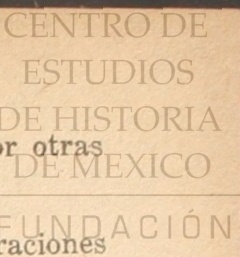 CENTRO DE
ESTUDIOS
DE HISTORIA
or otras
DE MEXICO
FUNDACIÓN
raciones